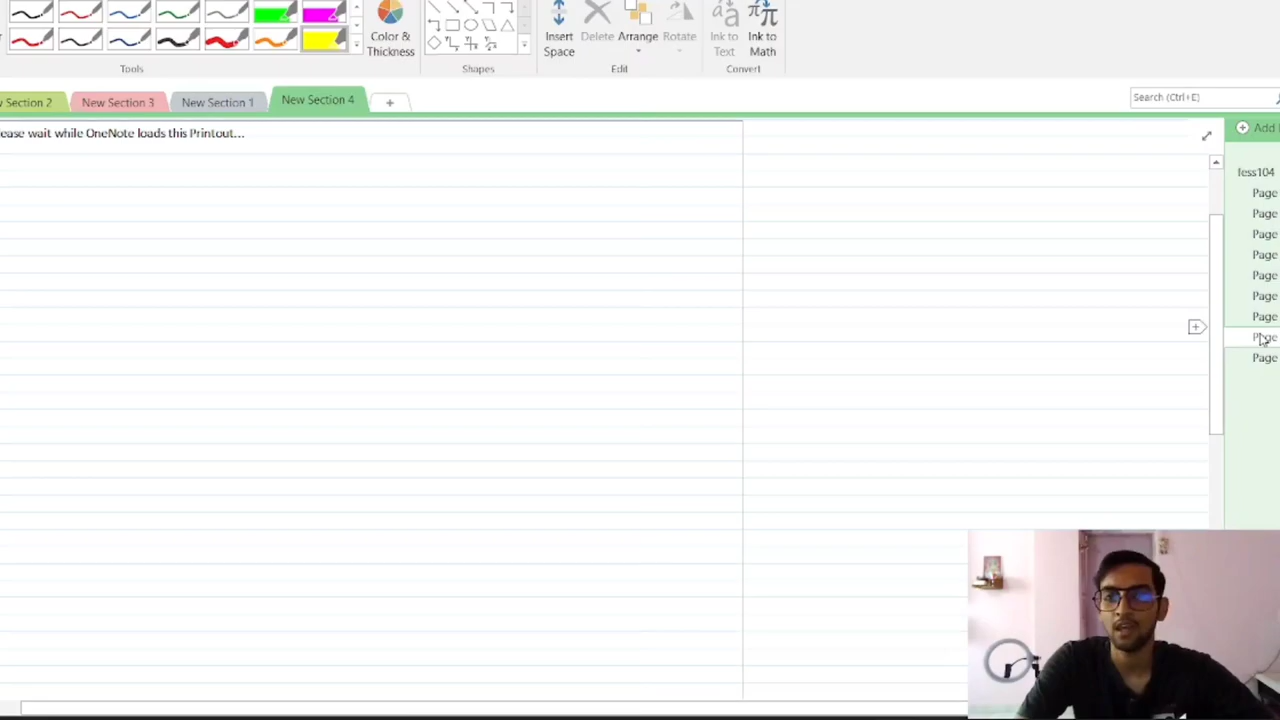 Color &
Thickness
Insert
Space
Delete
Arrange
Rotate
Ink to
Text
Ink to
Math
Tools
Shapes
Edit
Convert
Section 2
New Section 3
New Section 1
New Section 4
+
Search (Ctrl+E)
ease wait while OneNote loads this Printout...
Add
Page
Page
Page
Page
Page
Page
Page
Page
Page